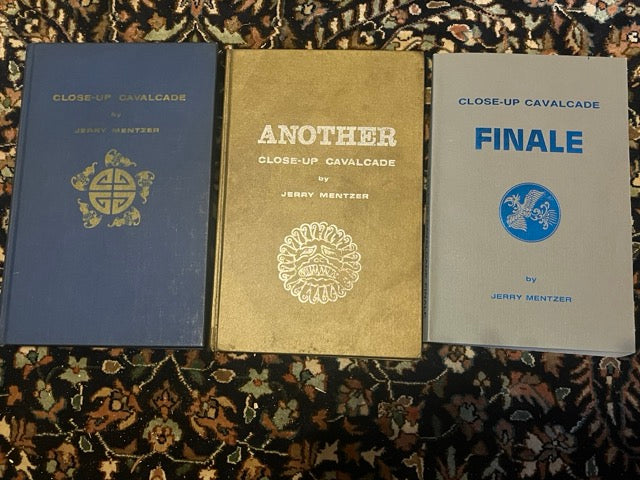 CLOSE-UP CAVALCADE
by
JERRY MENTZER
ANOTHER
CLOSE-UP CAVALCADE
by
JERRY MENTZER
CLOSE-UP CAVALCADE
FINALE
by
JERRY MENTZER